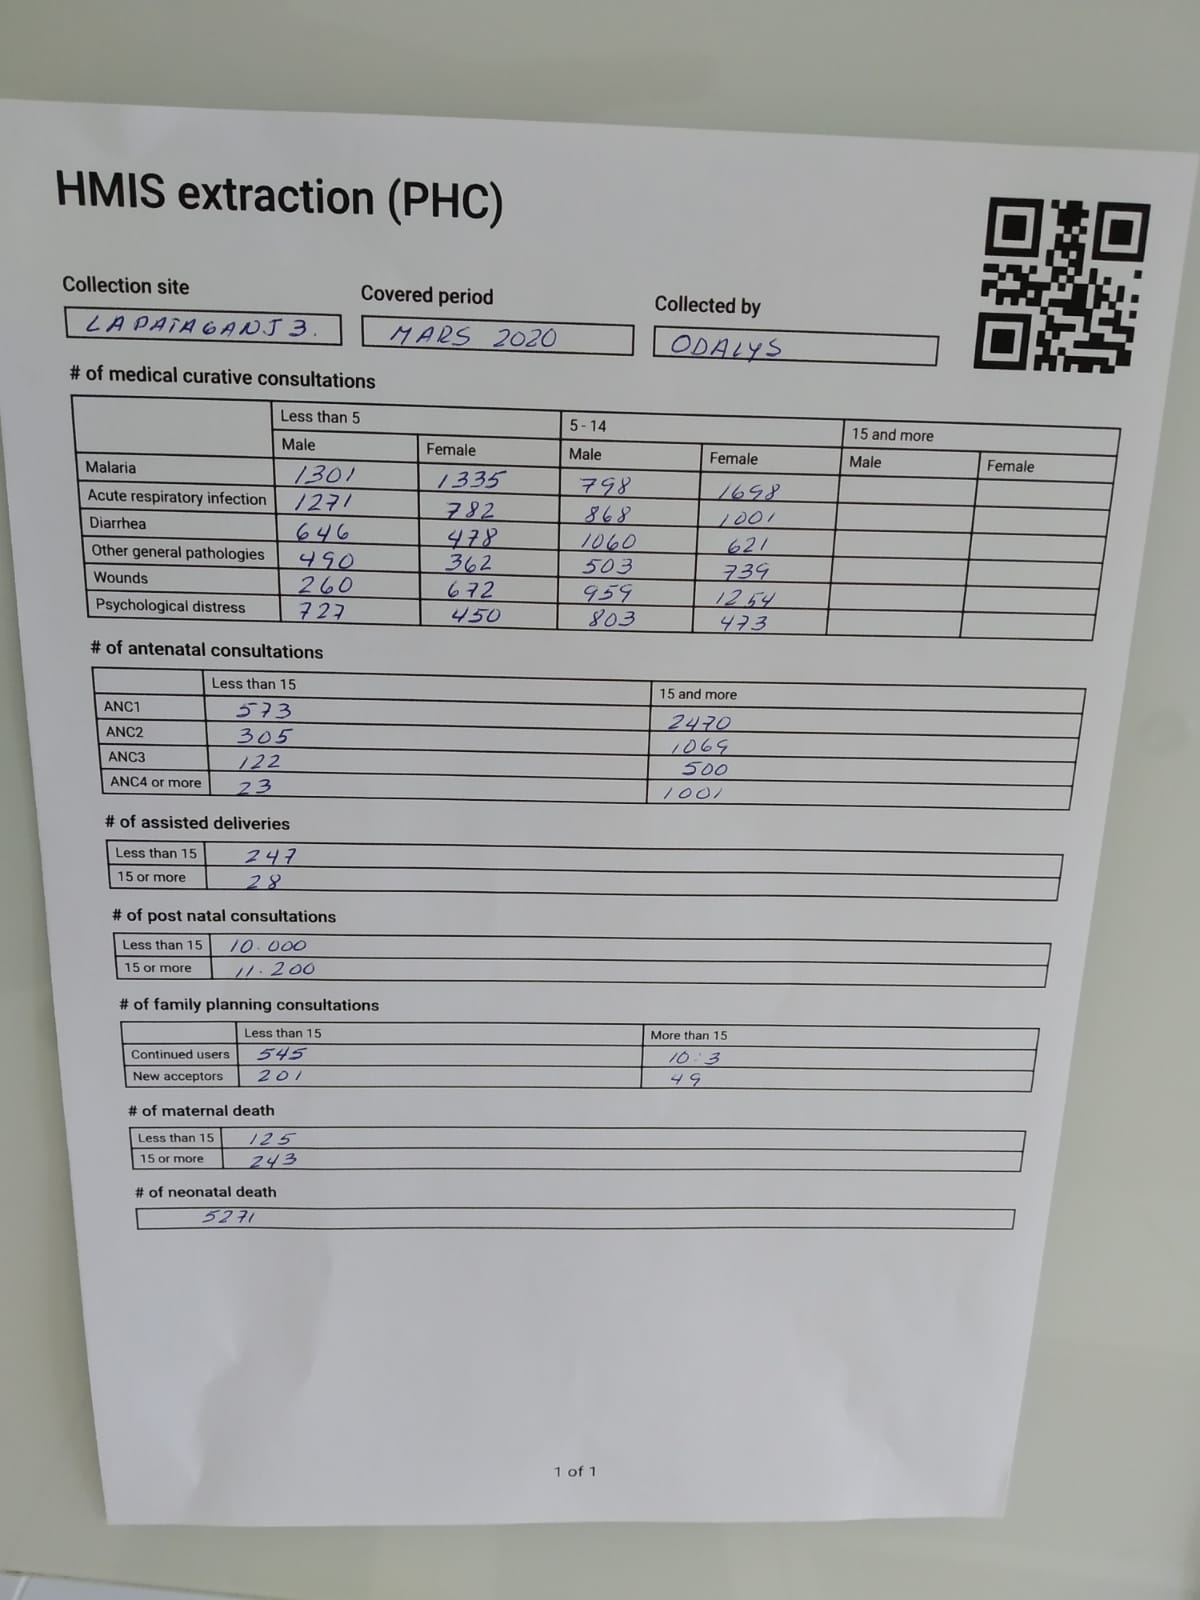 HMIS extraction (PHC)
Collection site Covered period Collected by
LAPATAGANJ 3. MARS 2020 ODALYS
# of medical curative consultations
Less than 5 5 - 14 15 and more
Male Female Male Female Male Female
Malaria 1301 1335 798 1698
Acute respiratory infection 1271 782 868 1001
Diarrhea 646 478 1060 621
Other general pathologies 490 362 503 739
Wounds 260 672 959 1254
Psychological distress 727 450 803 473
# of antenatal consultations
Less than 15 15 and more
ANC1 573 2470
ANC2 305 1069
ANC3 122 500
ANC4 or more 23 1001
# of assisted deliveries
Less than 15 247
15 or more 28
# of post natal consultations
Less than 15 10.000
15 or more 11.200
# of family planning consultations
Less than 15 More than 15
Continued users 545
New acceptors 201 49
# of maternal death
Less than 15 125
15 or more 243
# of neonatal death
5271
1 of 1